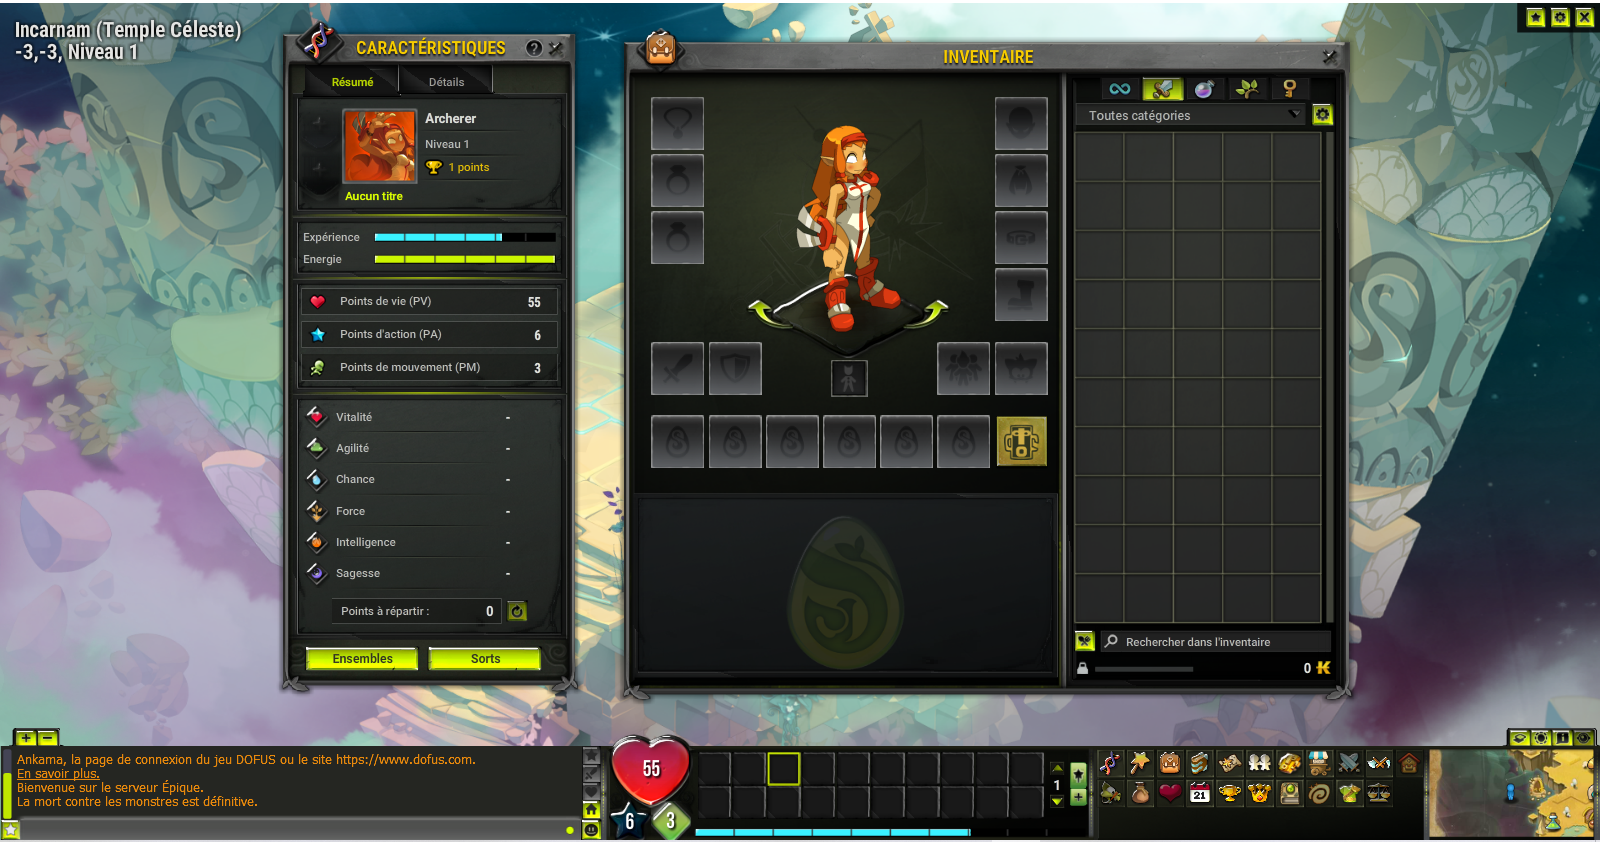 Incarnam (Temple Céleste)
-3,-3, Niveau 1
CARACTÉRISTIQUES
?
Résumé
Détails
Archerer
Niveau 1
1 points
Aucun titre
Expérience
Energie
Points de vie (PV) 55
Points d'action (PA) 6
Points de mouvement (PM) 3
Vitalité -
Agilité -
Chance -
Force -
Intelligence -
Sagesse -
Points à répartir : 0
Ensembles
Sorts
INVENTAIRE
Toutes catégories
Rechercher dans l'inventaire
0 K
Ankama, la page de connexion du jeu DOFUS ou le site https://www.dofus.com.
En savoir plus.
Bienvenue sur le serveur Épique.
La mort contre les monstres est définitive.
55
6
3
1
21